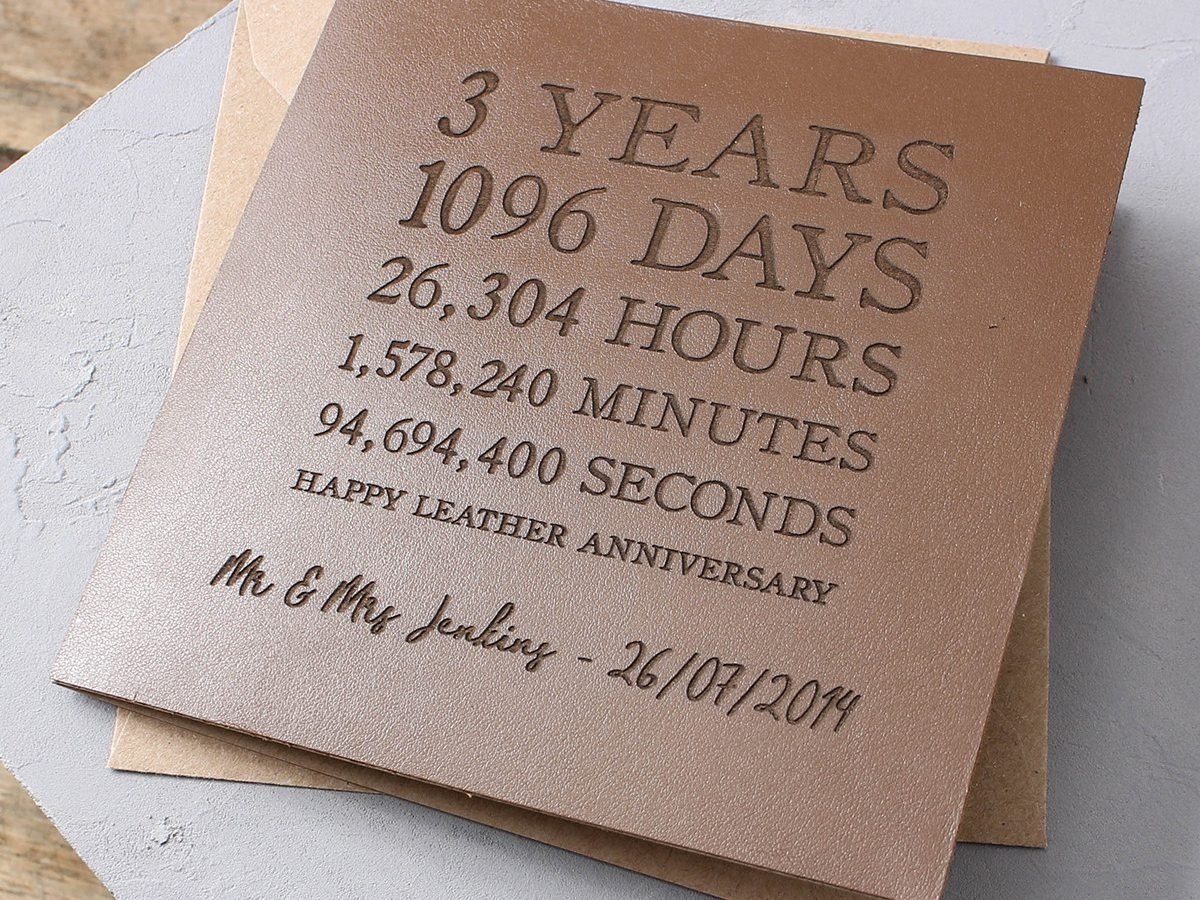 3 YEARS
1096 DAYS
26,304 HOURS
1,578,240 MINUTES
94,694,400 SECONDS
HAPPY LEATHER ANNIVERSARY
Mr & Mrs Jenkins - 26/07/2014